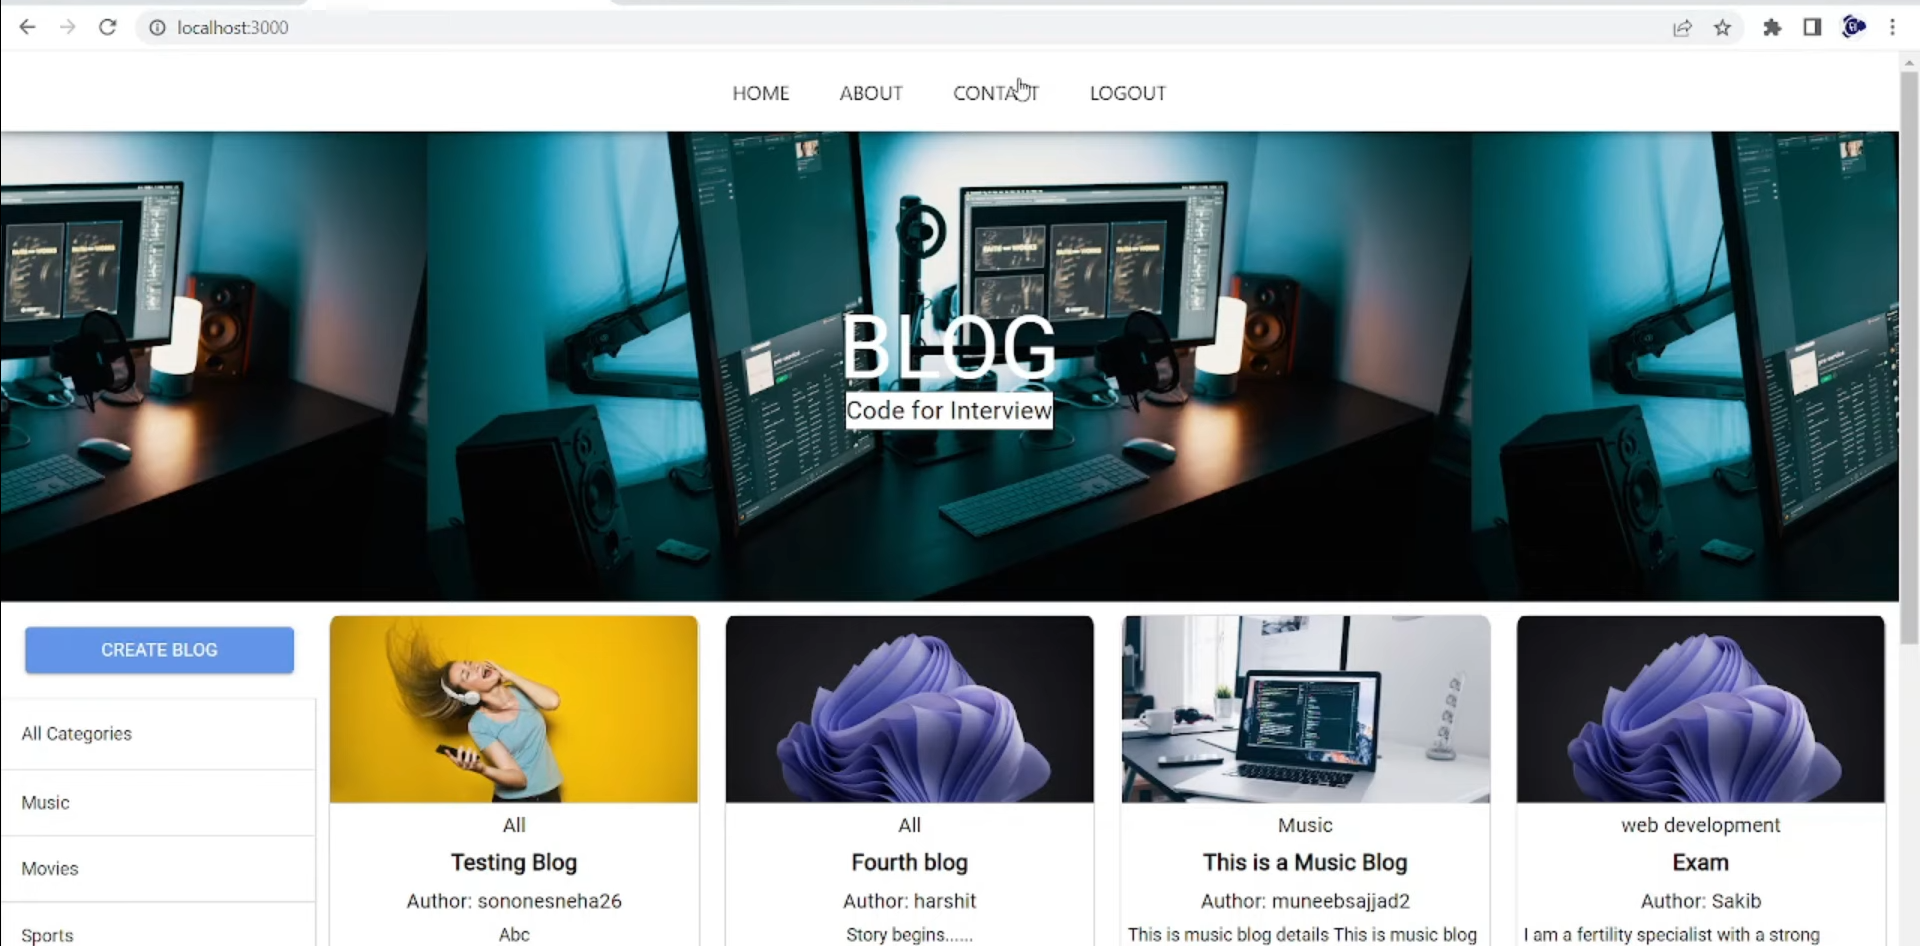 localhost:3000
HOME ABOUT CONTACT LOGOUT
BLOG
Code for Interview
CREATE BLOG
All Categories
Music
Movies
Sports
All
Testing Blog
Author: sononesneha26
Abc
All
Fourth blog
Author: harshit
Story begins......
Music
This is a Music Blog
Author: muneebsajjad2
This is music blog details This is music blog
web development
Exam
Author: Sakib
I am a fertility specialist with a strong